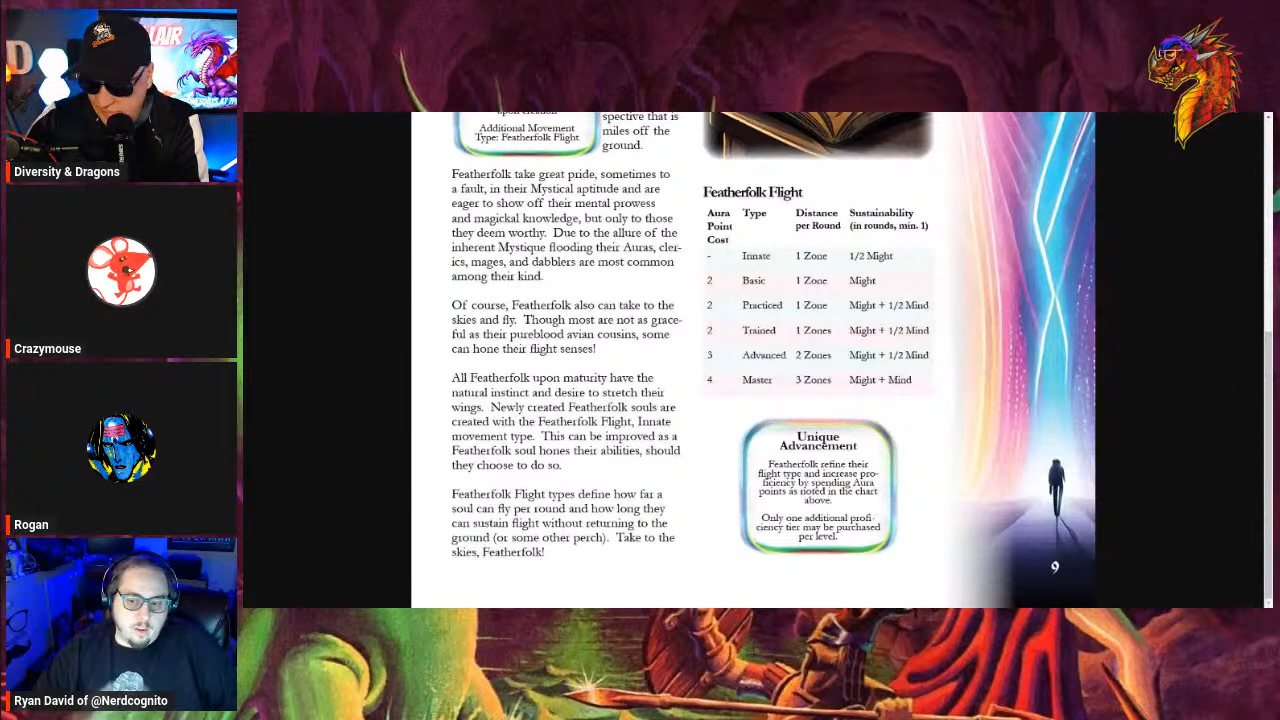 LAIR
Diversity & Dragons
Crazymouse
Rogan
Ryan David of @Nerdcognito
Additional Movement
Type: Featherfolk Flight
spective that is
miles off the
ground.
Featherfolk take great pride, sometimes to
a fault, in their Mystical aptitude and are
eager to show off their mental prowess
and magickal knowledge, but only to those
they deem worthy. Due to the allure of the
inherent Mystique flooding their Auras, cler-
ics, mages, and dabblers are most common
among their kind.
Of course, Featherfolk also can take to the
skies and fly. Though most are not as grace-
ful as their pureblood avian cousins, some
can hone their flight senses!
All Featherfolk upon maturity have the
natural instinct and desire to stretch their
wings. Newly created Featherfolk souls are
created with the Featherfolk Flight, Innate
movement type. This can be improved as a
Featherfolk soul hones their abilities, should
they choose to do so.
Featherfolk Flight types define how far a
soul can fly per round and how long they
can sustain flight without returning to the
ground (or some other perch). Take to the
skies, Featherfolk!
Featherfolk Flight
Aura Point Cost Type Distance per Round Sustainability (in rounds, min. 1)
- Innate 1 Zone 1/2 Might
2 Basic 1 Zone Might
2 Practiced 1 Zone Might + 1/2 Mind
2 Trained 1 Zones Might + 1/2 Mind
3 Advanced 2 Zones Might + 1/2 Mind
4 Master 3 Zones Might + Mind
Unique
Advancement
Featherfolk refine their
flight type and increase pro-
ficiency by spending Aura
points as noted in the chart
above.
Only one additional profi-
ciency tier may be purchased
per level.
9